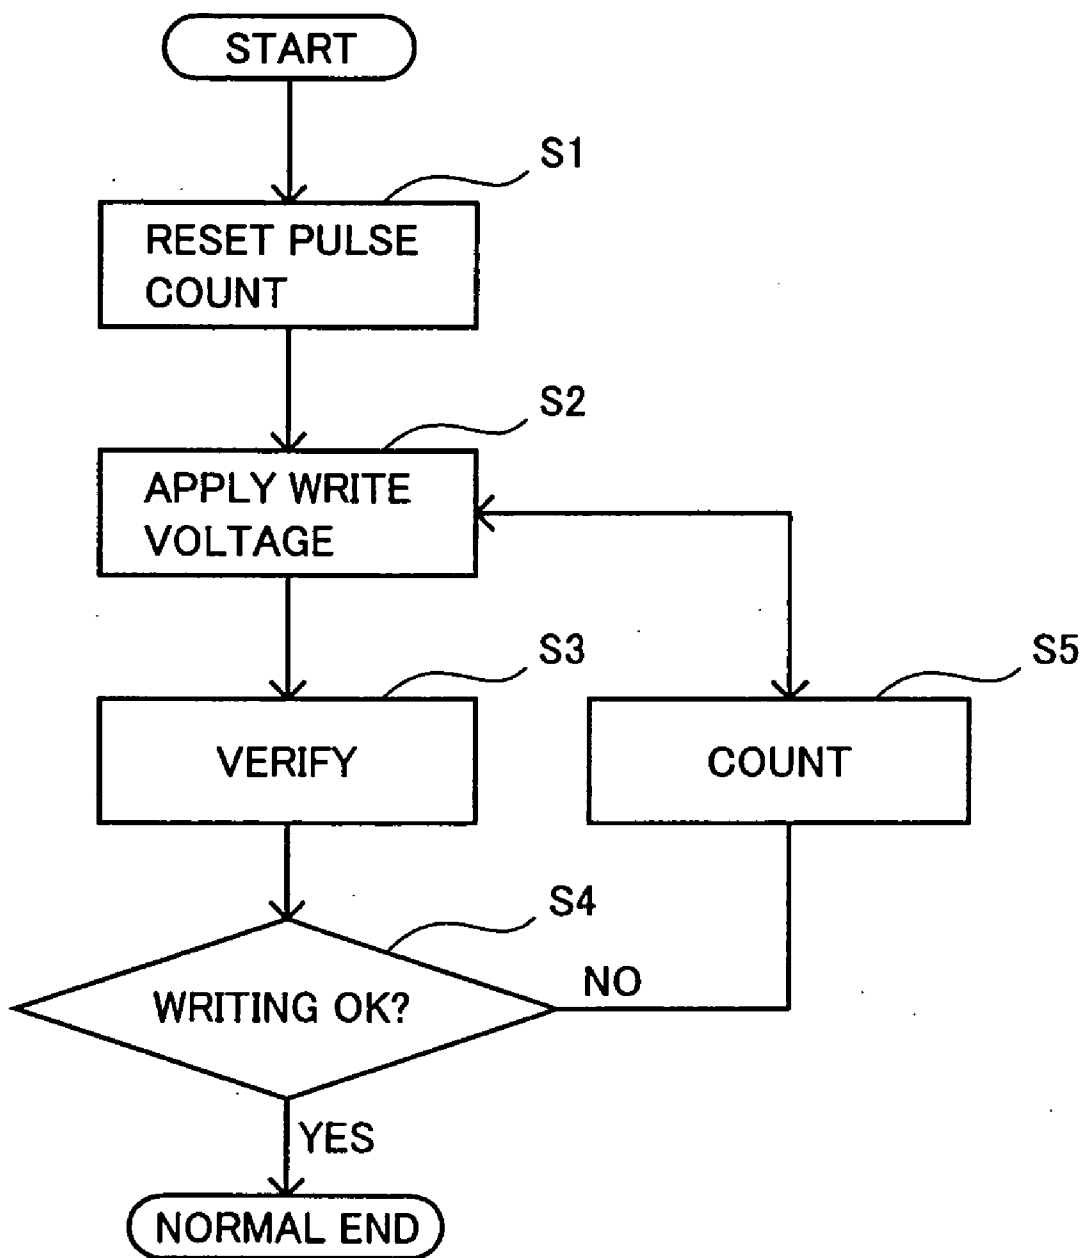 START
S1
RESET PULSE
COUNT
S2
APPLY WRITE
VOLTAGE
S3
VERIFY
S5
COUNT
S4
WRITING OK?
NO
YES
NORMAL END